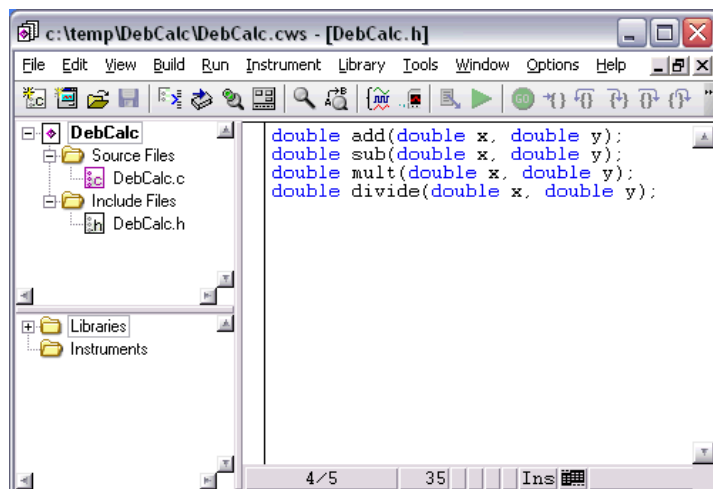 c:\temp\DebCalc\DebCalc.cws - [DebCalc.h]
File Edit View Build Run Instrument Library Tools Window Options Help
DebCalc
Source Files
DebCalc.c
Include Files
DebCalc.h
Libraries
Instruments
double add(double x, double y);
double sub(double x, double y);
double mult(double x, double y);
double divide(double x, double y);
4/5 35 Ins